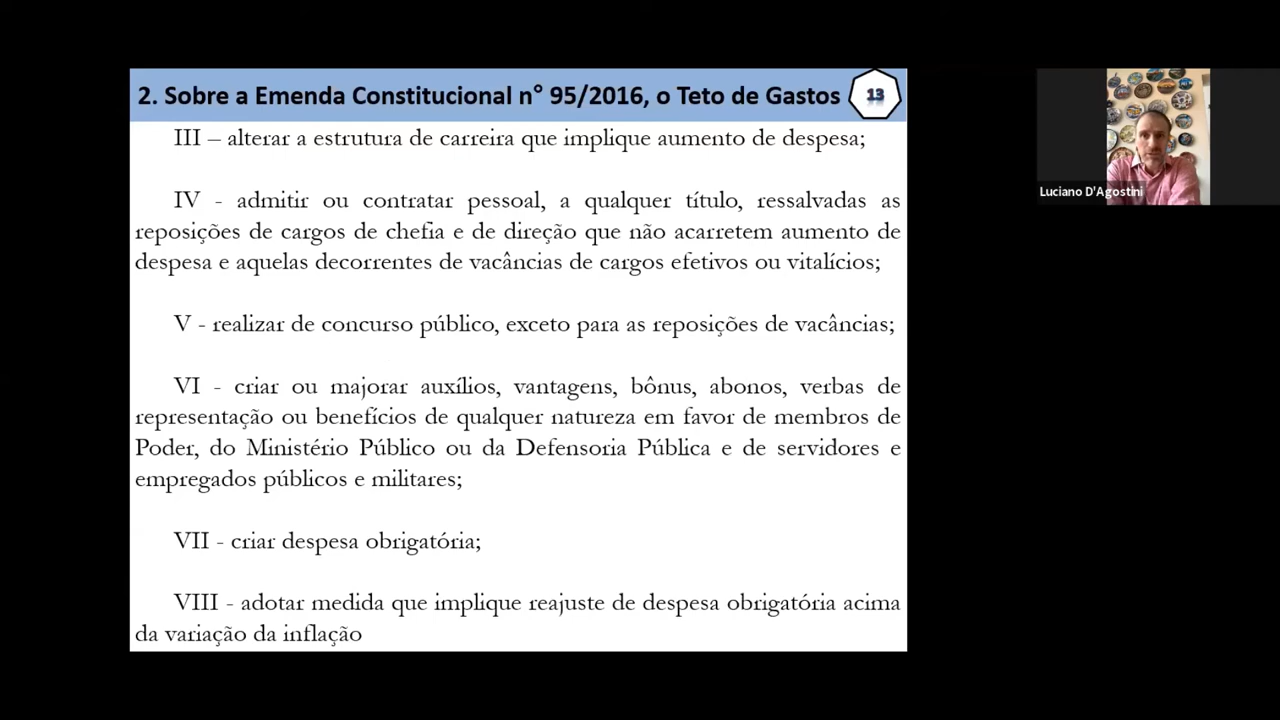 2. Sobre a Emenda Constitucional n° 95/2016, o Teto de Gastos
13
III – alterar a estrutura de carreira que implique aumento de despesa;
IV - admitir ou contratar pessoal, a qualquer título, ressalvadas as
reposições de cargos de chefia e de direção que não acarretem aumento de
despesa e aquelas decorrentes de vacâncias de cargos efetivos ou vitalícios;
V - realizar de concurso público, exceto para as reposições de vacâncias;
VI - criar ou majorar auxílios, vantagens, bônus, abonos, verbas de
representação ou benefícios de qualquer natureza em favor de membros de
Poder, do Ministério Público ou da Defensoria Pública e de servidores e
empregados públicos e militares;
VII - criar despesa obrigatória;
VIII - adotar medida que implique reajuste de despesa obrigatória acima
da variação da inflação
Luciano D'Agostini